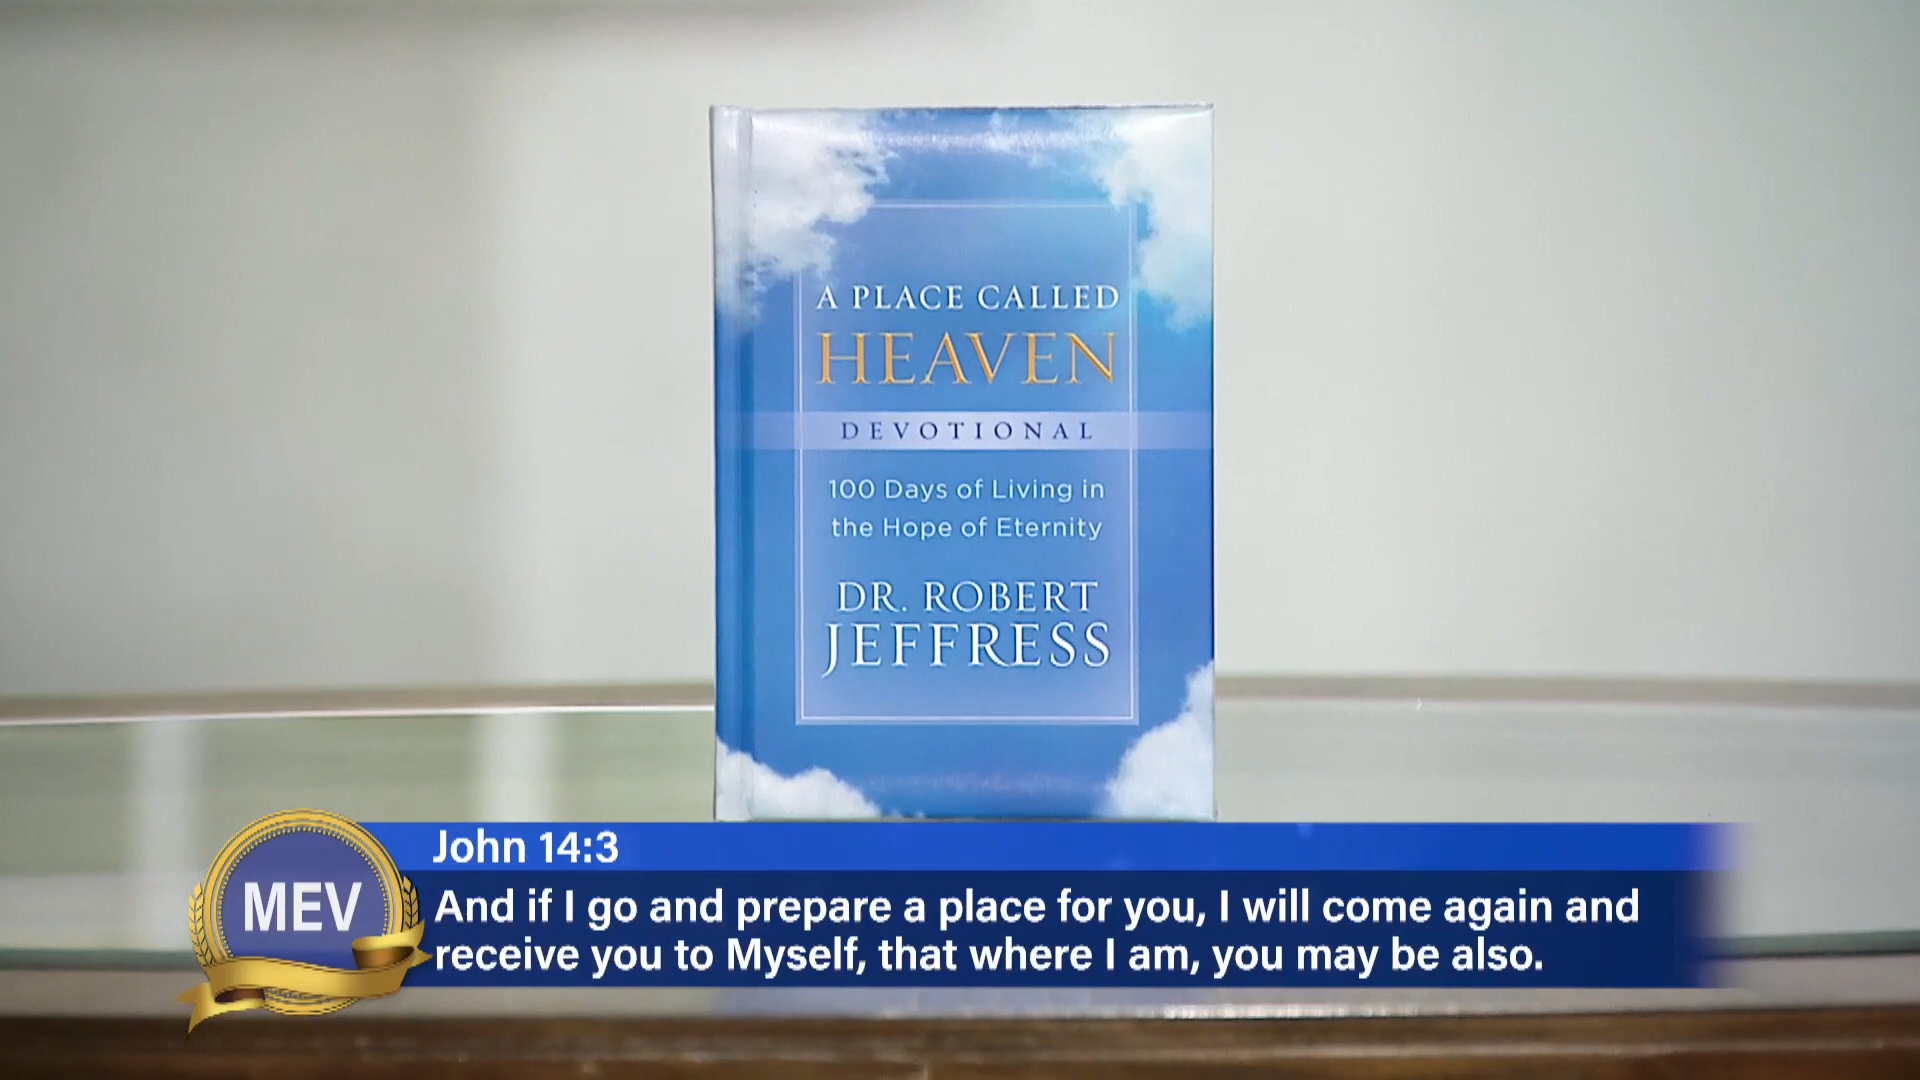 A PLACE CALLED
HEAVEN
DEVOTIONAL
100 Days of Living in
the Hope of Eternity
DR. ROBERT
JEFFRESS
John 14:3
MEV
And if I go and prepare a place for you, I will come again and
receive you to Myself, that where I am, you may be also.